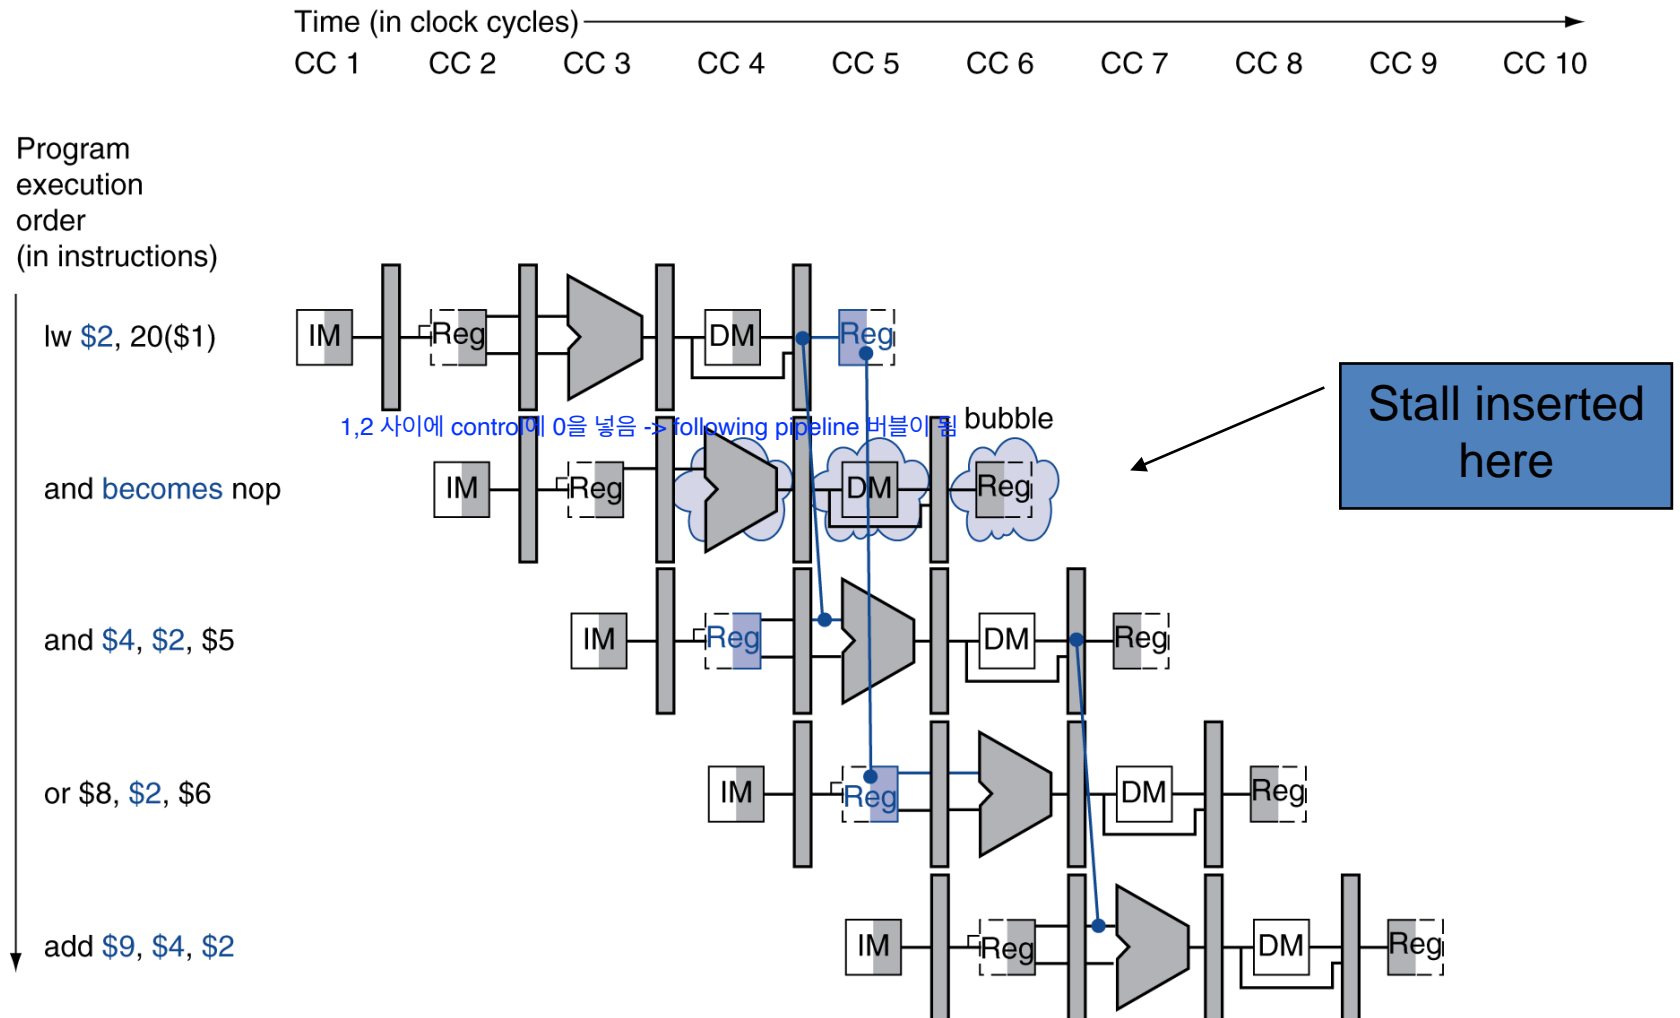 Time (in clock cycles)
CC 1 CC 2 CC 3 CC 4 CC 5 CC 6 CC 7 CC 8 CC 9 CC 10
Program
execution
order
(in instructions)
lw $2, 20($1)
IM Reg DM Reg
1,2 사이에 control에 0을 넣음 -> following pipeline 버블이 됨
bubble
Stall inserted
here
and becomes nop
IM Reg DM Reg
and $4, $2, $5
IM Reg DM Reg
or $8, $2, $6
IM Reg DM Reg
add $9, $4, $2
IM Reg DM Reg